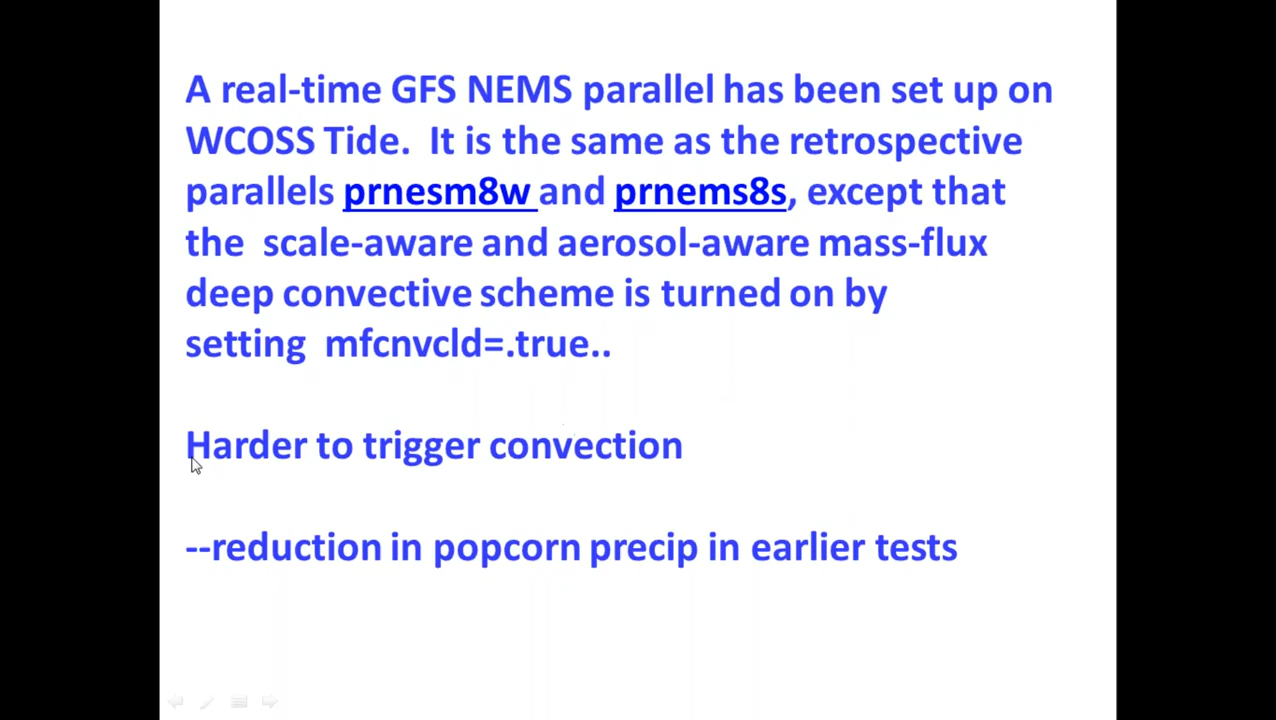 A real-time GFS NEMS parallel has been set up on
WCOSS Tide.  It is the same as the retrospective
parallels prnesm8w and prnems8s, except that
the  scale-aware and aerosol-aware mass-flux
deep convective scheme is turned on by
setting  mfcnvcld=.true..
Harder to trigger convection
--reduction in popcorn precip in earlier tests